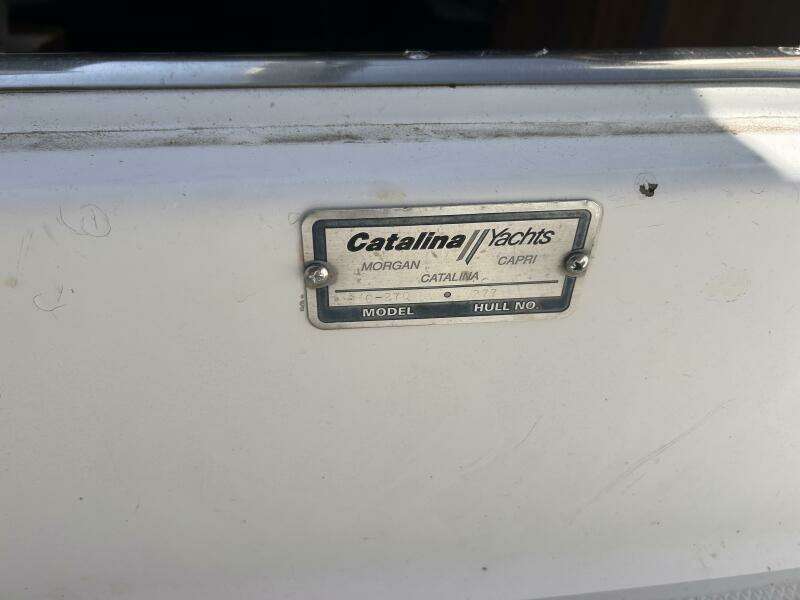 Catalina Yachts
MORGAN CAPRI
CATALINA
MODEL HULL NO.